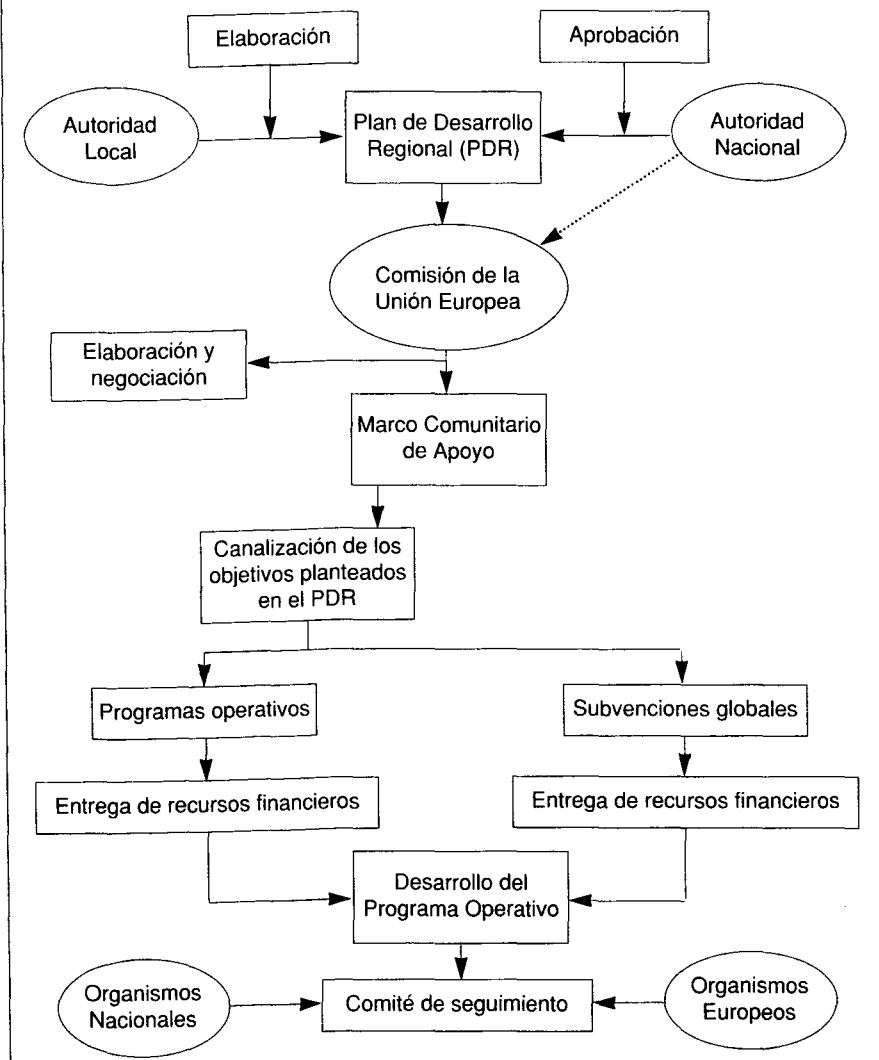 Elaboración
Aprobación
Autoridad
Local
Plan de Desarrollo
Regional (PDR)
Autoridad
Nacional
Comisión de la
Unión Europea
Elaboración y
negociación
Marco Comunitario
de Apoyo
Canalización de los
objetivos planteados
en el PDR
Programas operativos
Subvenciones globales
Entrega de recursos financieros
Entrega de recursos financieros
Desarrollo del
Programa Operativo
Organismos
Nacionales
Comité de seguimiento
Organismos
Europeos